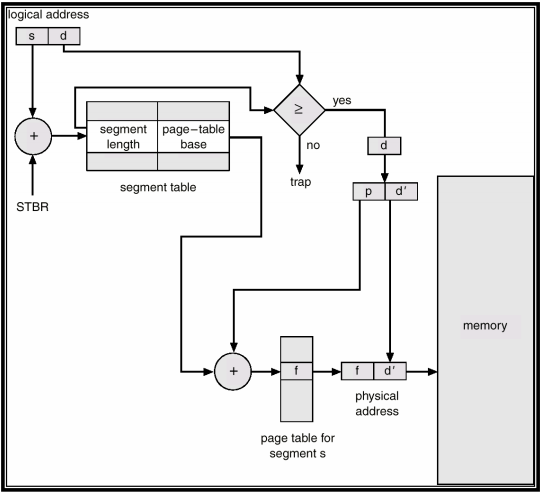 logical address
s d
≥
yes
+
segment length
page–table base
no
d
trap
segment table
p d′
STBR
memory
+
f
f d′
physical address
page table for segment s